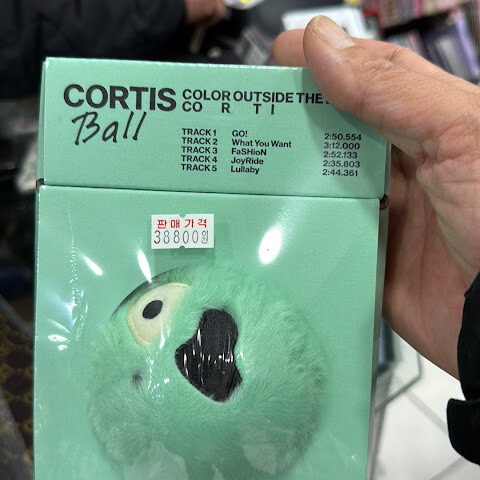 CORTIS COLOR OUTSIDE THE
CO R TI
Ball
TRACK 1 GO! 2:50.554
TRACK 2 What You Want 3:12.000
TRACK 3 FaSHioN 2:52.133
TRACK 4 JoyRide 2:35.803
TRACK 5 Lullaby 2:44.361
판매가격
38800원